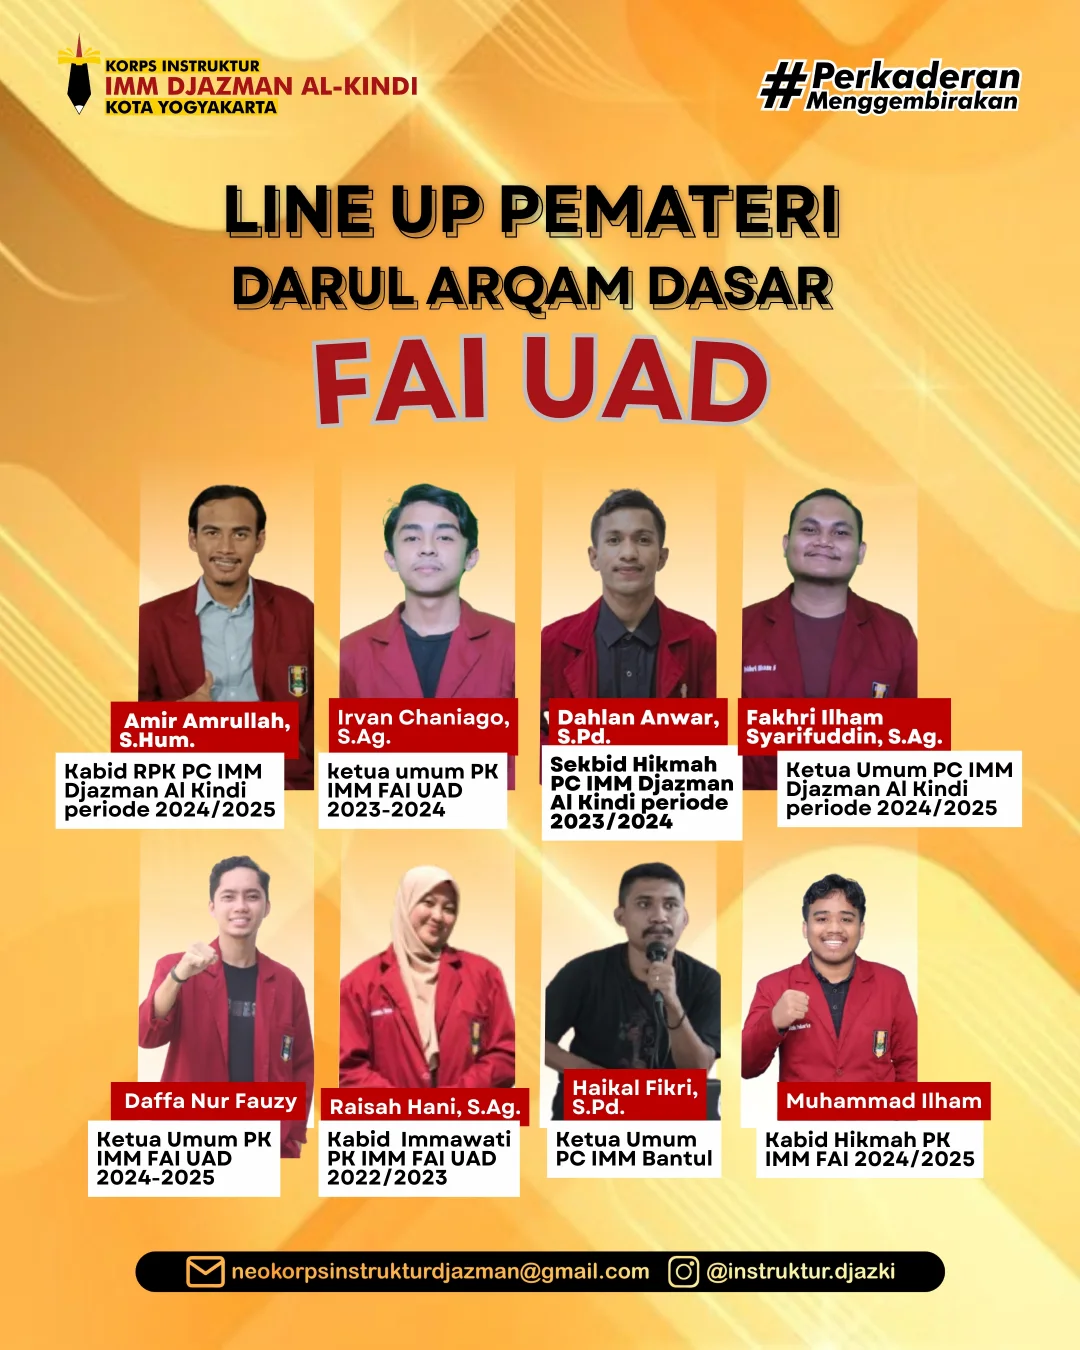 KORPS INSTRUKTUR
IMM DJAZMAN AL-KINDI
KOTA YOGYAKARTA
#Perkaderan
Menggembirakan
LINE UP PEMATERI
DARUL ARQAM DASAR
FAI UAD
Amir Amrullah,
S.Hum.
Kabid RPK PC IMM
Djazman Al Kindi
periode 2024/2025
Irvan Chaniago,
S.Ag.
ketua umum PK
IMM FAI UAD
2023-2024
Dahlan Anwar,
S.Pd.
Sekbid Hikmah
PC IMM Djazman
Al Kindi periode
2023/2024
Fakhri Ilham
Syarifuddin, S.Ag.
Ketua Umum PC IMM
Djazman Al Kindi
periode 2024/2025
Daffa Nur Fauzy
Ketua Umum PK
IMM FAI UAD
2024-2025
Raisah Hani, S.Ag.
Kabid Immawati
PK IMM FAI UAD
2022/2023
Haikal Fikri,
S.Pd.
Ketua Umum
PC IMM Bantul
Muhammad Ilham
Kabid Hikmah PK
IMM FAI 2024/2025
neokorpsinstrukturdjazman@gmail.com
@instruktur.djazki